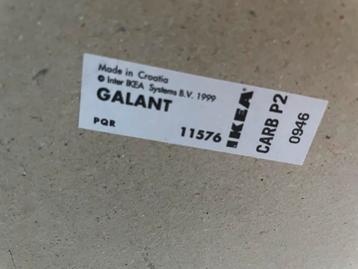 Made in Croatia
© Inter IKEA Systems B.V. 1999
GALANT
PQR 11576
IKEA
CARB P2
0946